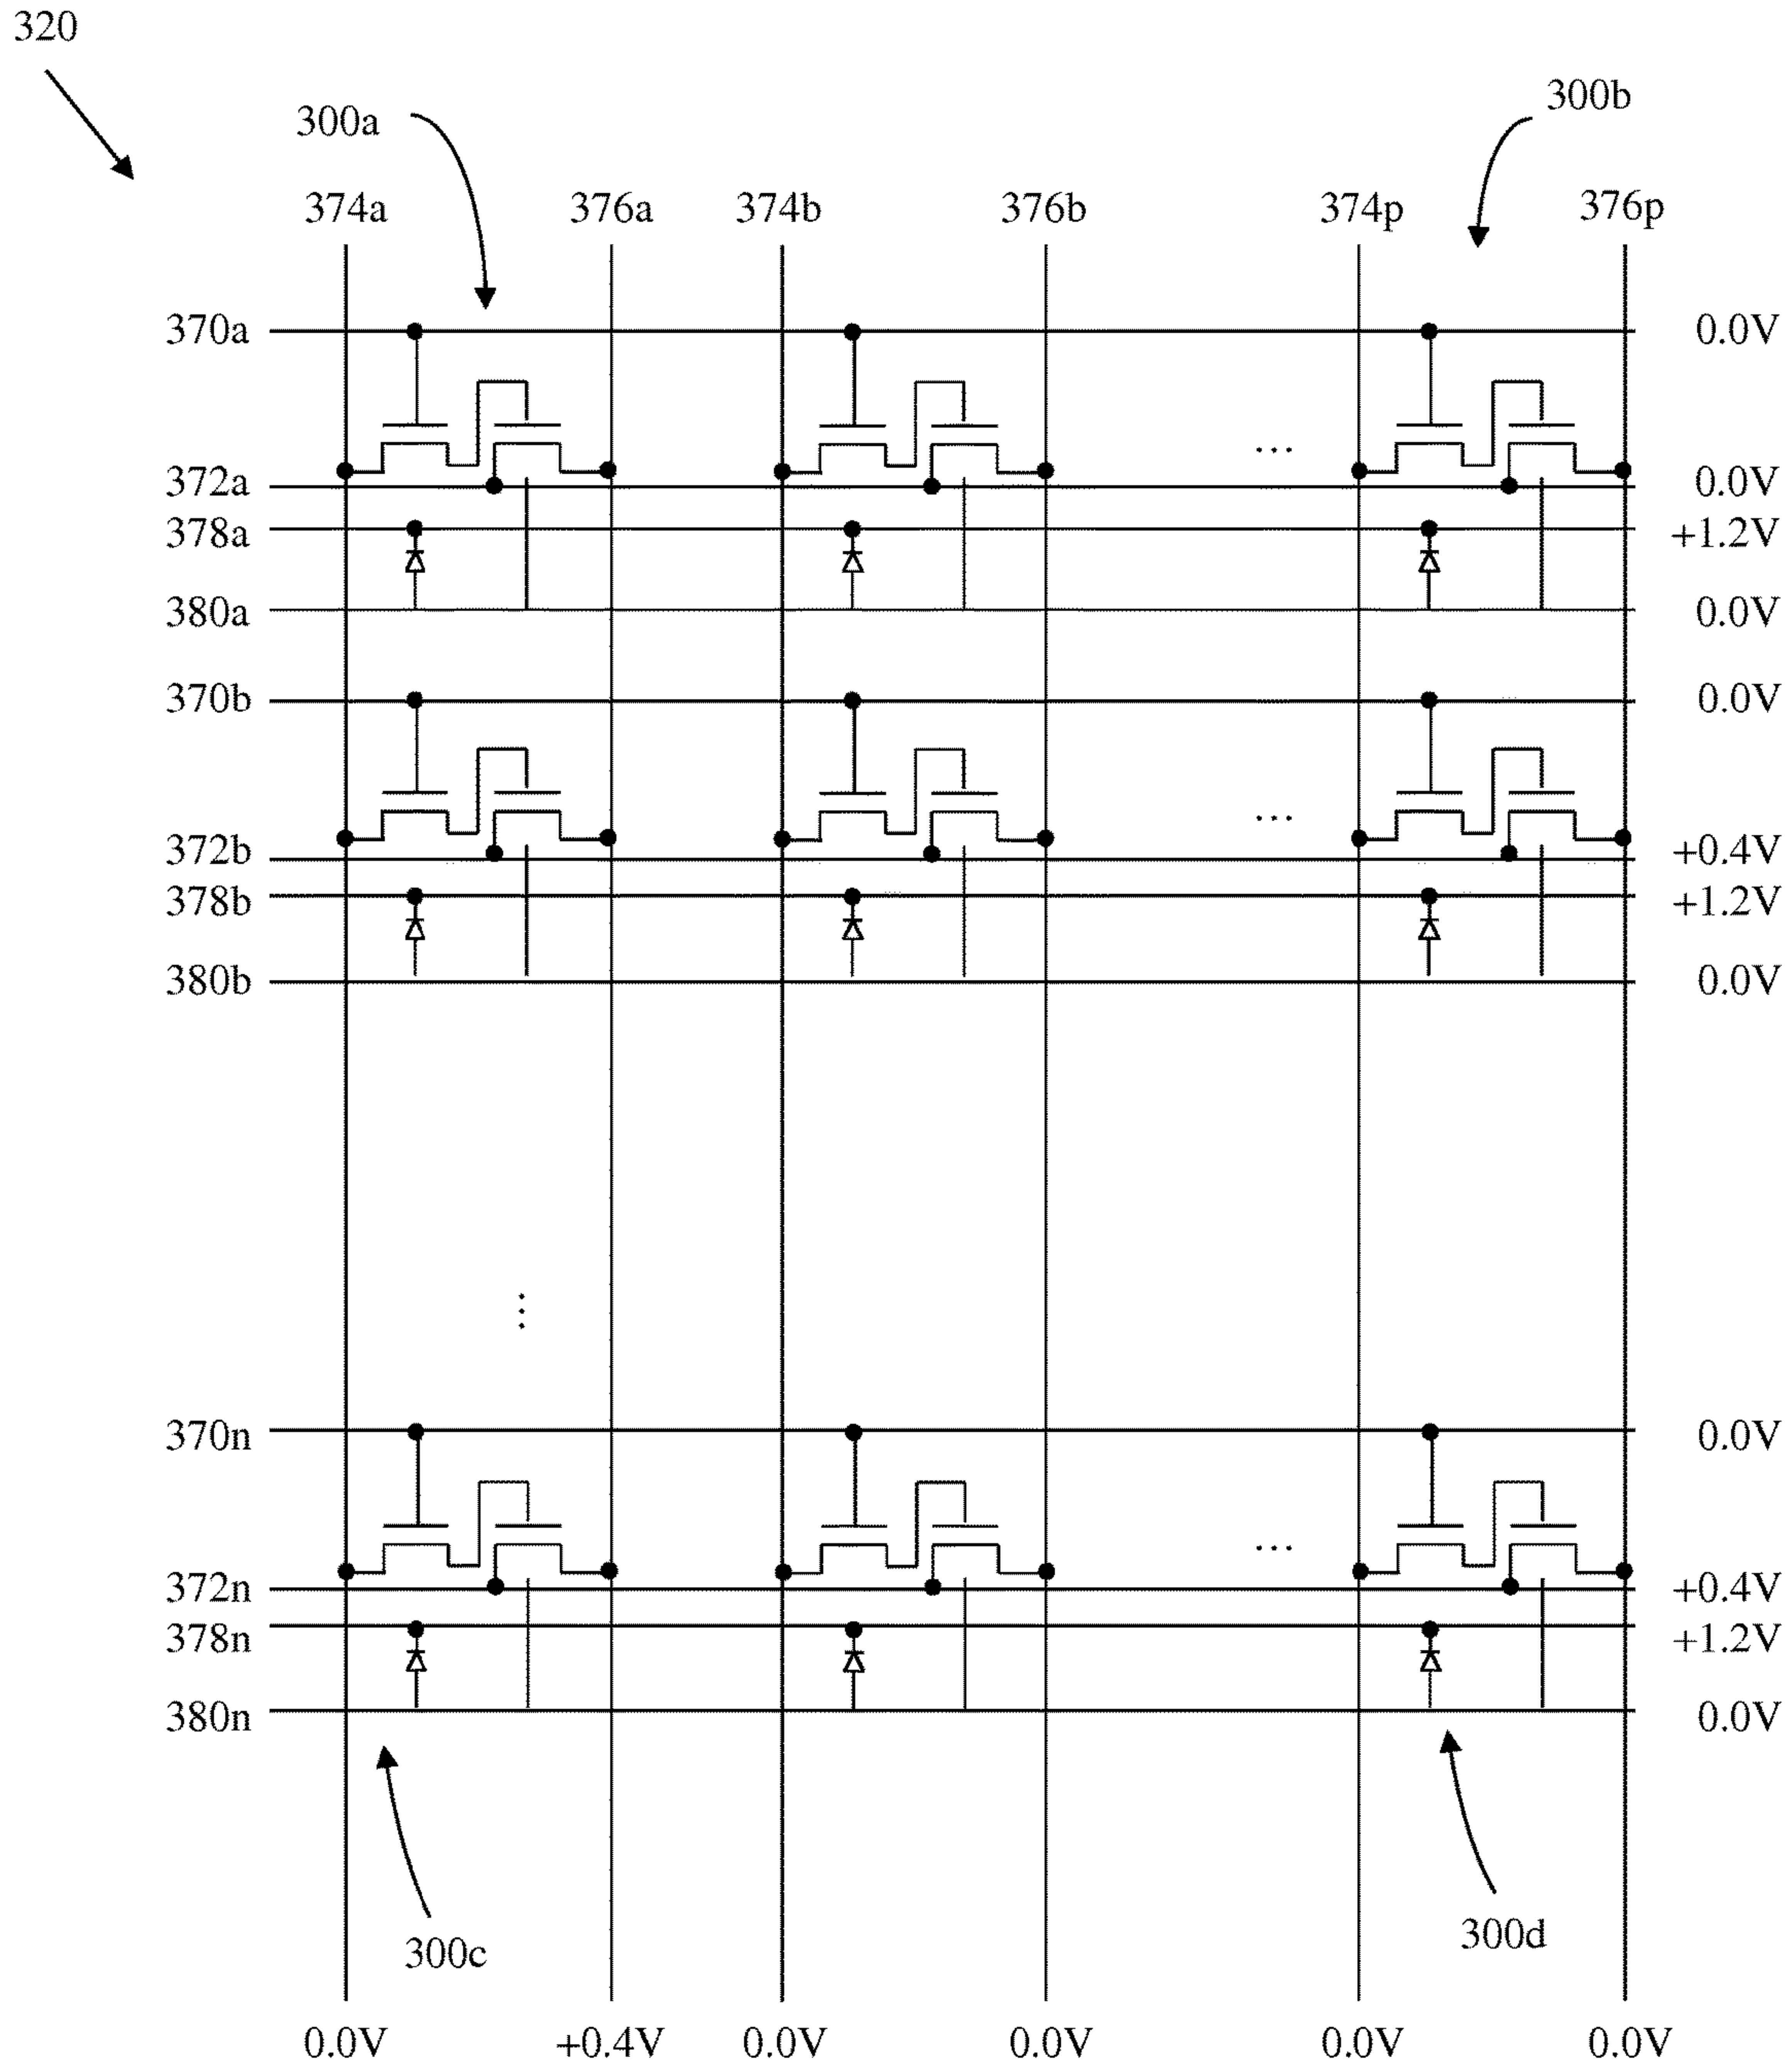 320
300a
300b
374a 376a 374b 376b 374p 376p
370a 0.0V
...
372a 0.0V
378a +1.2V
380a 0.0V
370b 0.0V
...
372b +0.4V
378b +1.2V
380b 0.0V
...
370n 0.0V
...
372n +0.4V
378n +1.2V
380n 0.0V
300c
300d
0.0V +0.4V 0.0V 0.0V 0.0V 0.0V